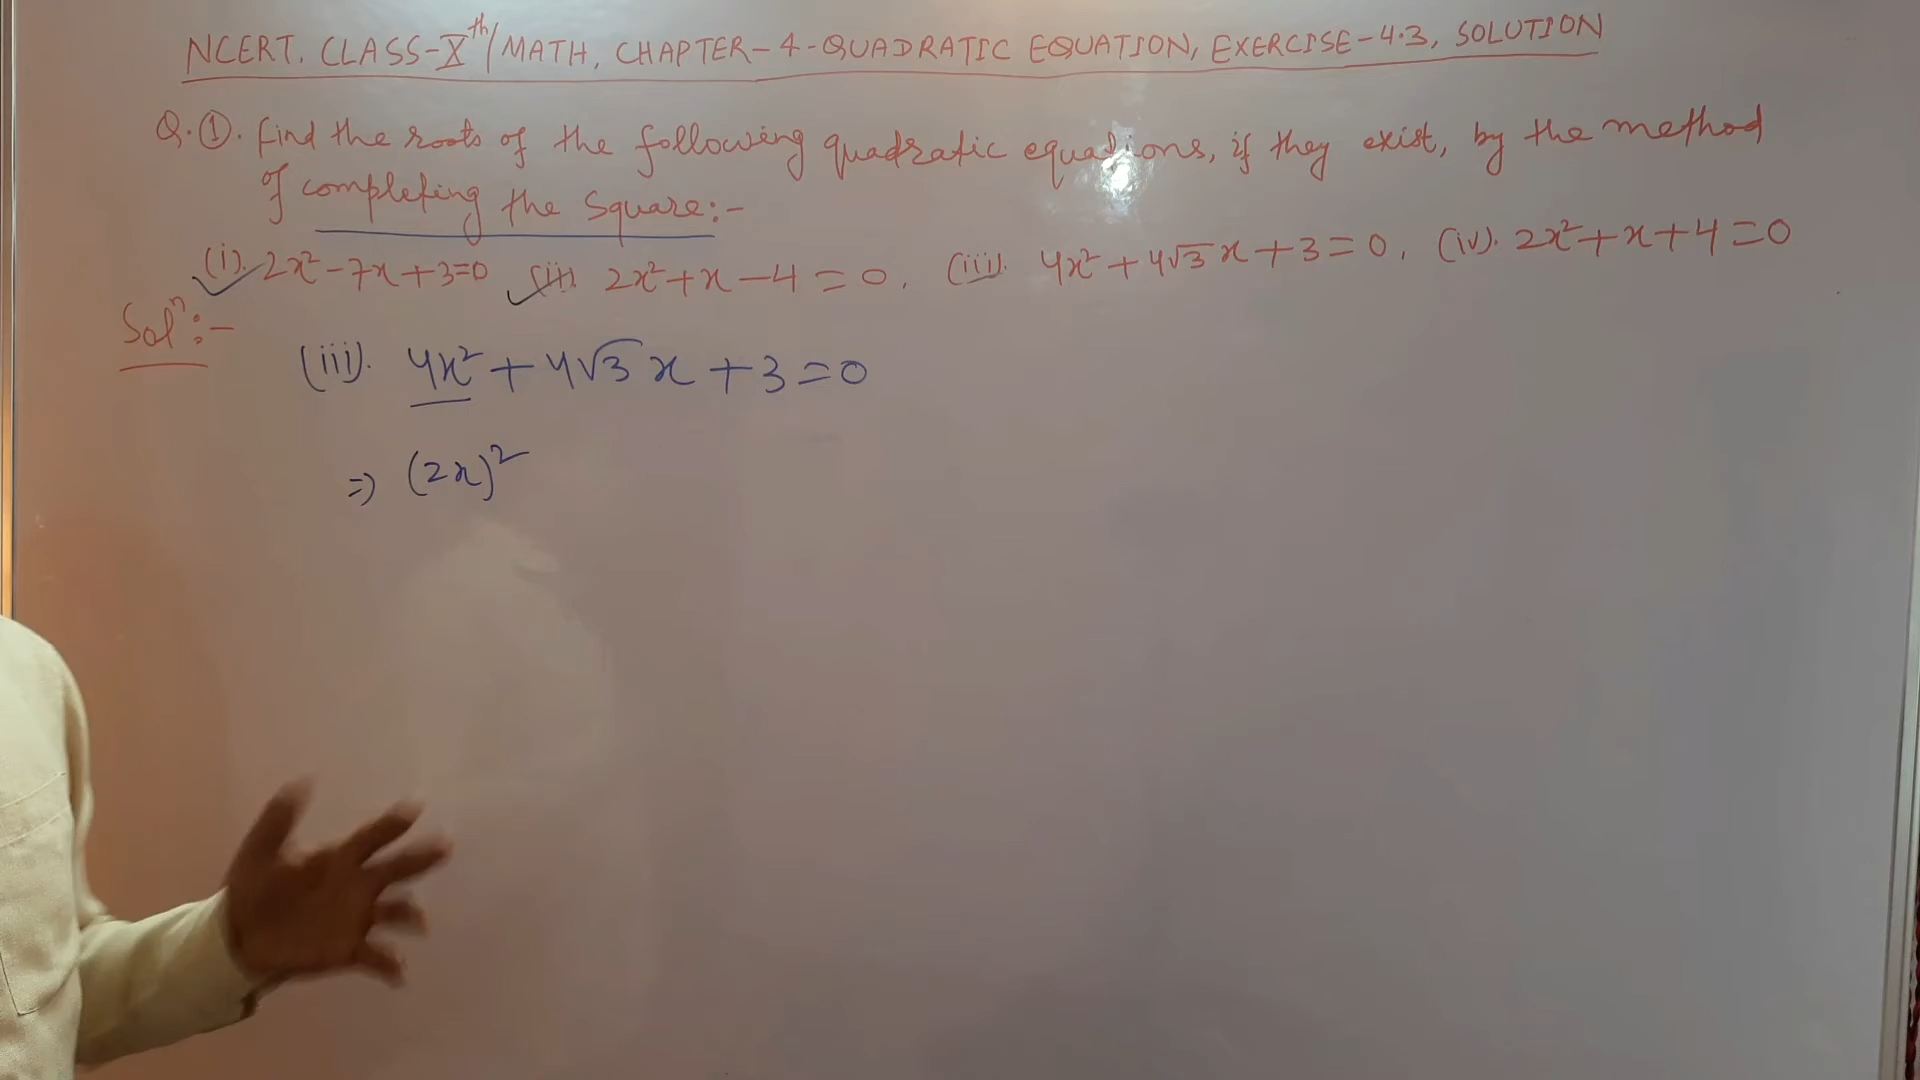 NCERT. CLASS-Xth/MATH, CHAPTER-4-QUADRATIC EQUATION, EXERCISE-4.3, SOLUTION
Q.①. Find the roots of the following quadratic equations, if they exist, by the method
of completing the square:-
(i). 2x²-7x+3=0 (ii). 2x²+x-4=0, (iii). 4x²+4√3x+3=0, (iv). 2x²+x+4=0
Solⁿ:-
(iii). 4x²+4√3x+3=0
⇒ (2x)²